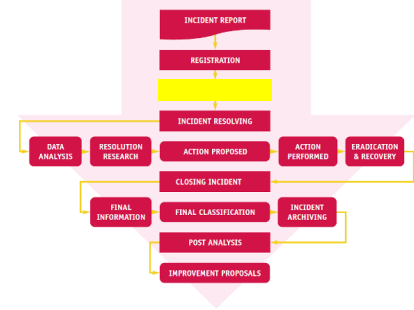 INCIDENT REPORT
REGISTRATION
INCIDENT RESOLVING
DATA
ANALYSIS
RESOLUTION
RESEARCH
ACTION PROPOSED
ACTION
PERFORMED
ERADICATION
& RECOVERY
CLOSING INCIDENT
FINAL
INFORMATION
FINAL CLASSIFICATION
INCIDENT
ARCHIVING
POST ANALYSIS
IMPROVEMENT PROPOSALS